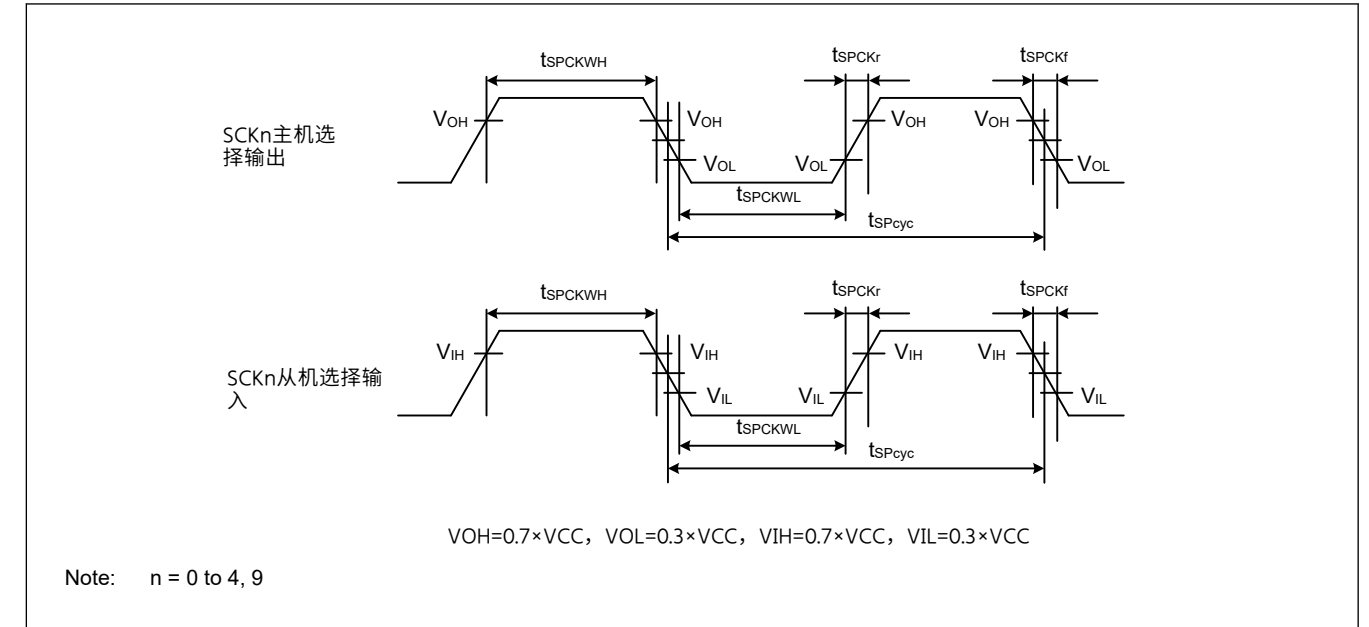 tSPCKWH
tSPCKr
tSPCKf
VOH
VOH
VOH
VOH
SCKn主机选
择输出
VOL
VOL
VOL
tSPCKWL
tSPcyc
tSPCKWH
tSPCKr
tSPCKf
VIH
VIH
VIH
VIH
SCKn从机选择输
入
VIL
VIL
VIL
tSPCKWL
tSPcyc
VOH=0.7×VCC，VOL=0.3×VCC，VIH=0.7×VCC，VIL=0.3×VCC
Note: n = 0 to 4, 9